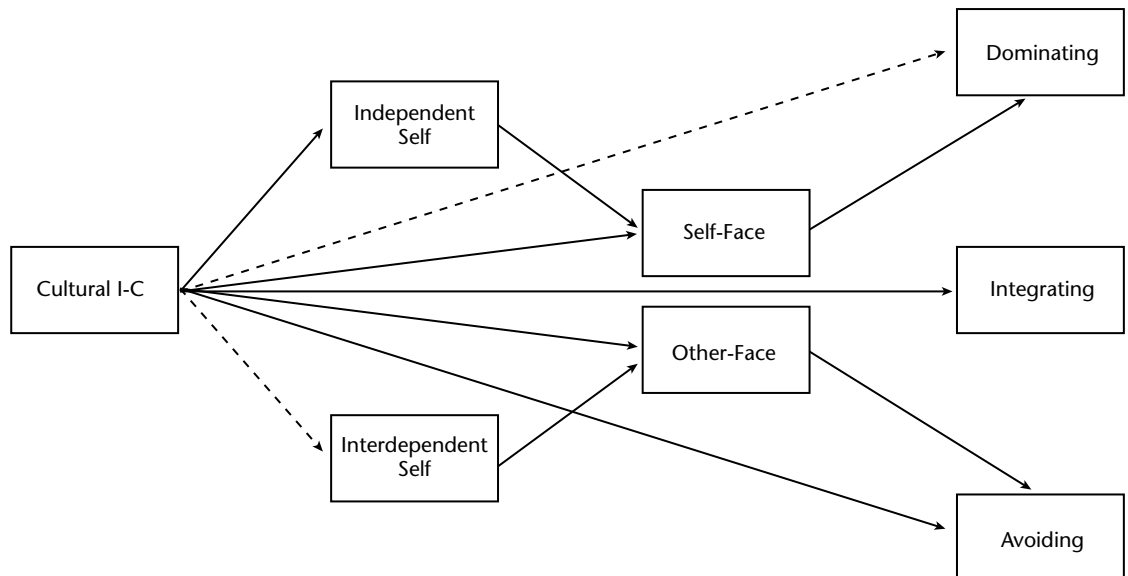 Dominating
Independent
Self
Self-Face
Cultural I-C
Integrating
Other-Face
Interdependent
Self
Avoiding